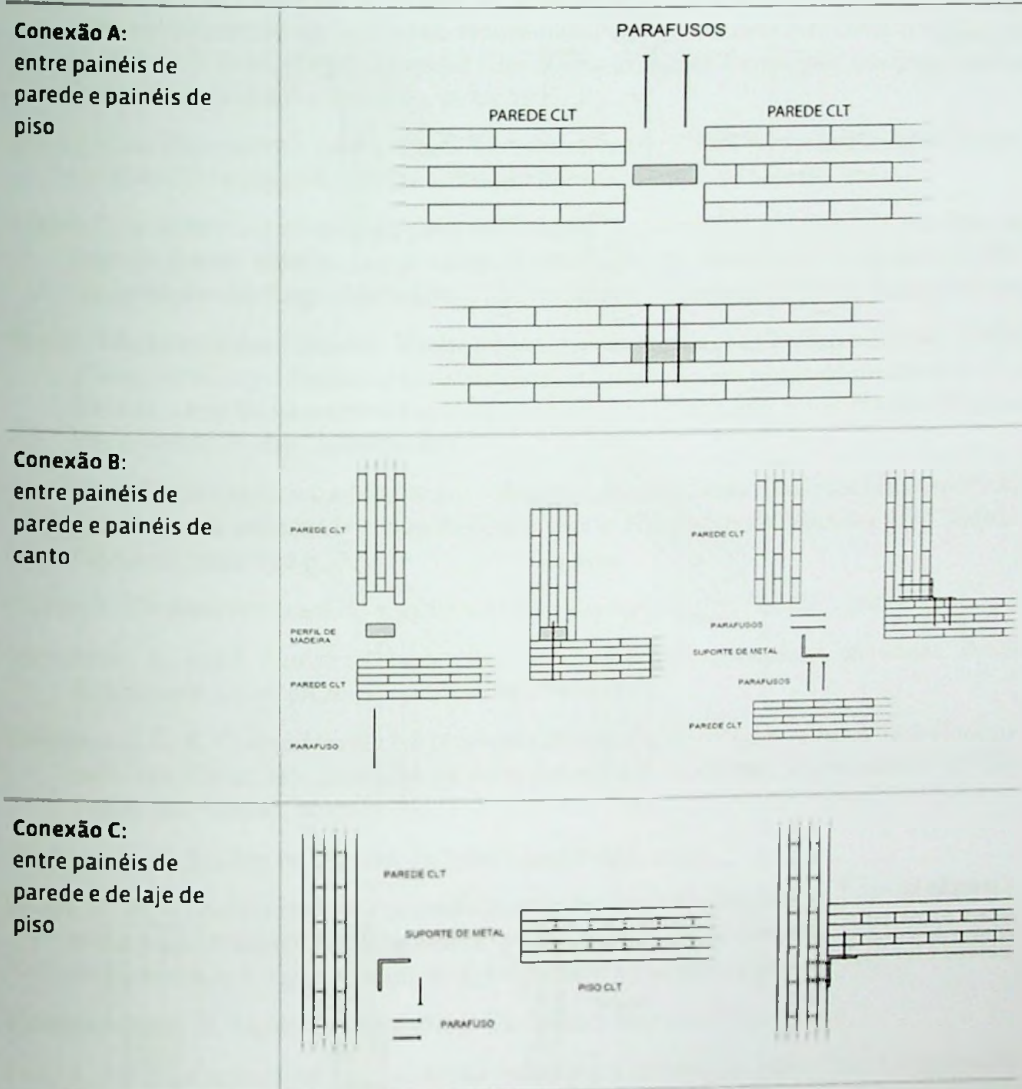 Conexão A:
entre painéis de
parede e painéis de
piso
PARAFUSOS
PAREDE CLT
PAREDE CLT
Conexão B:
entre painéis de
parede e painéis de
canto
PAREDE CLT
PERFIL DE
MADEIRA
PAREDE CLT
PARAFUSO
PAREDE CLT
PARAFUSOS
SUPORTE DE METAL
PARAFUSOS
PAREDE CLT
Conexão C:
entre painéis de
parede e de laje de
piso
PAREDE CLT
SUPORTE DE METAL
PISO CLT
PARAFUSO